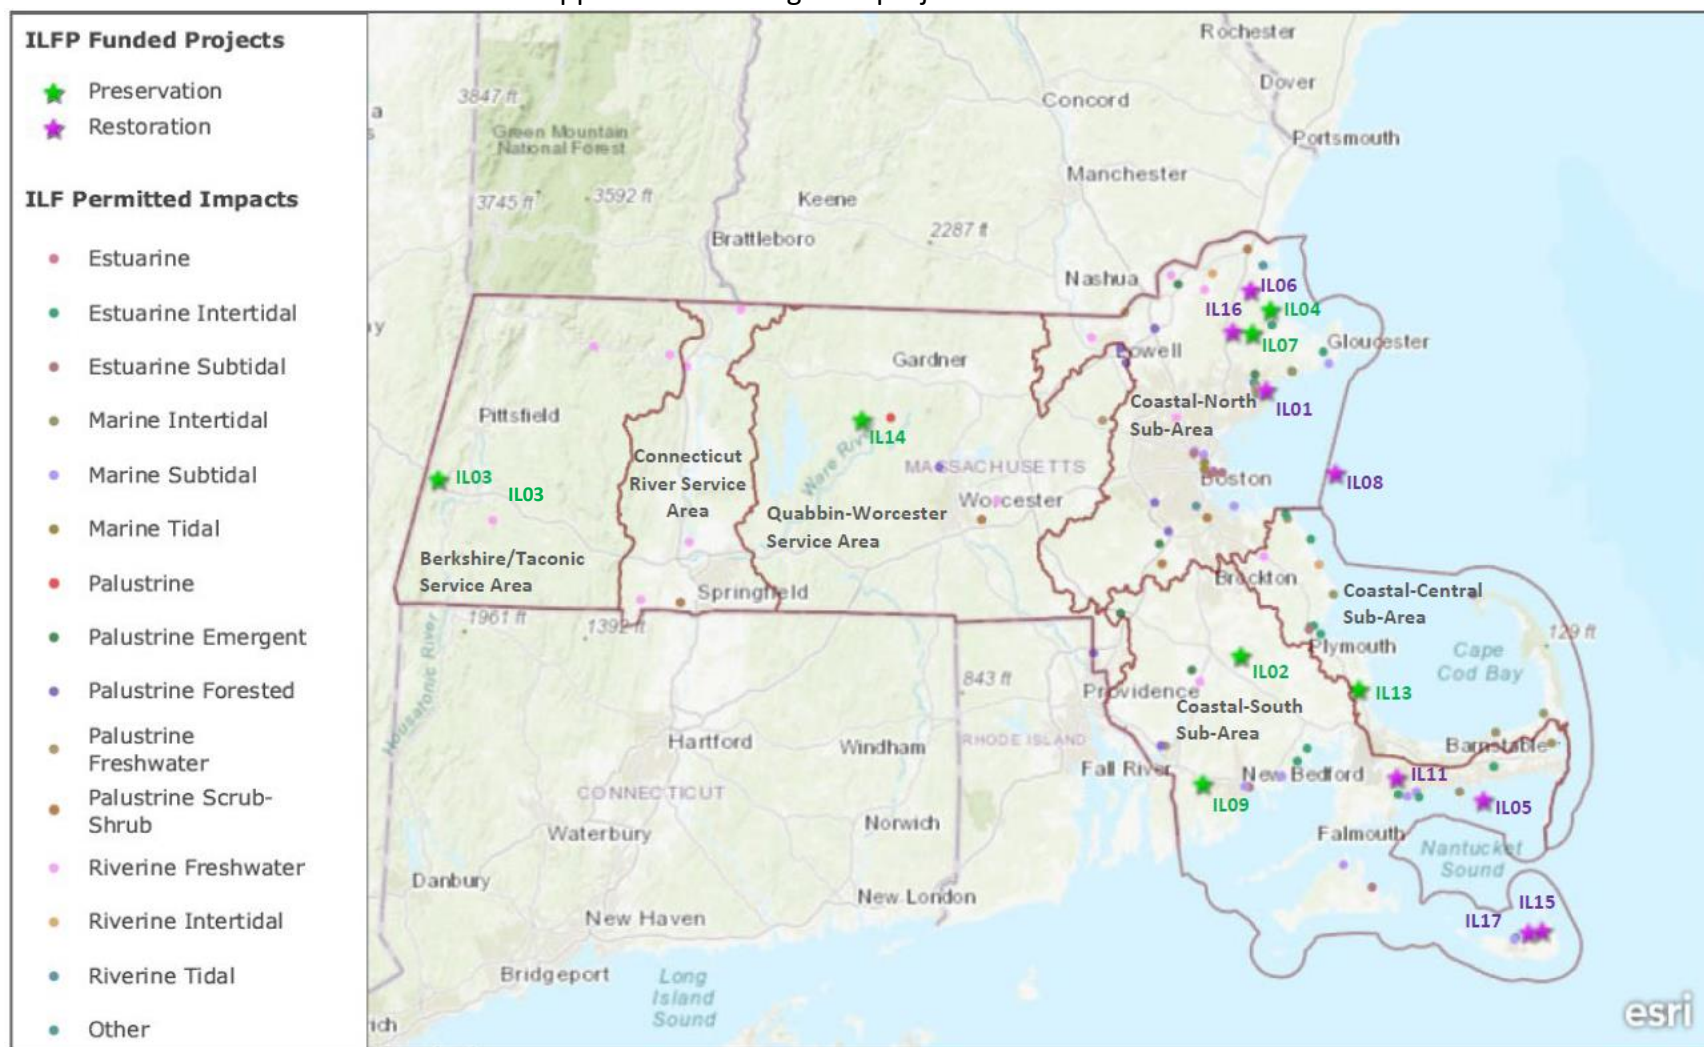 ILFP Funded Projects
Preservation
Restoration
ILF Permitted Impacts
Estuarine
Estuarine Intertidal
Estuarine Subtidal
Marine Intertidal
Marine Subtidal
Marine Tidal
Palustrine
Palustrine Emergent
Palustrine Forested
Palustrine
Freshwater
Palustrine Scrub-
Shrub
Riverine Freshwater
Riverine Intertidal
Riverine Tidal
Other
Rochester
Dover
3847 ft
Concord
Green Mountain
National Forest
Portsmouth
Manchester
3745 ft
3592 ft
Keene
2287 ft
Brattleboro
Nashua
IL06
IL16
IL04
IL07
Gloucester
Lowell
Gardner
Pittsfield
Coastal-North
Sub-Area
IL01
IL14
Ware River
Connecticut
River Service
Area
MASSACHUSETTS
IL03
IL03
Boston
IL08
Worcester
Quabbin-Worcester
Service Area
Berkshire/Taconic
Service Area
Springfield
Brockton
Coastal-Central
Sub-Area
1961 ft
1392 ft
129 ft
Plymouth
Cape
Cod Bay
Housatonic River
IL02
843 ft
Providence
IL13
Coastal-South
Sub-Area
Hartford
Windham
RHODE ISLAND
Barnstable
Fall River
New Bedford
IL11
CONNECTICUT
IL09
IL05
Waterbury
Norwich
Falmouth
Nantucket
Sound
Danbury
New London
New Haven
IL15
IL17
Bridgeport
Long
Island
Sound
esri